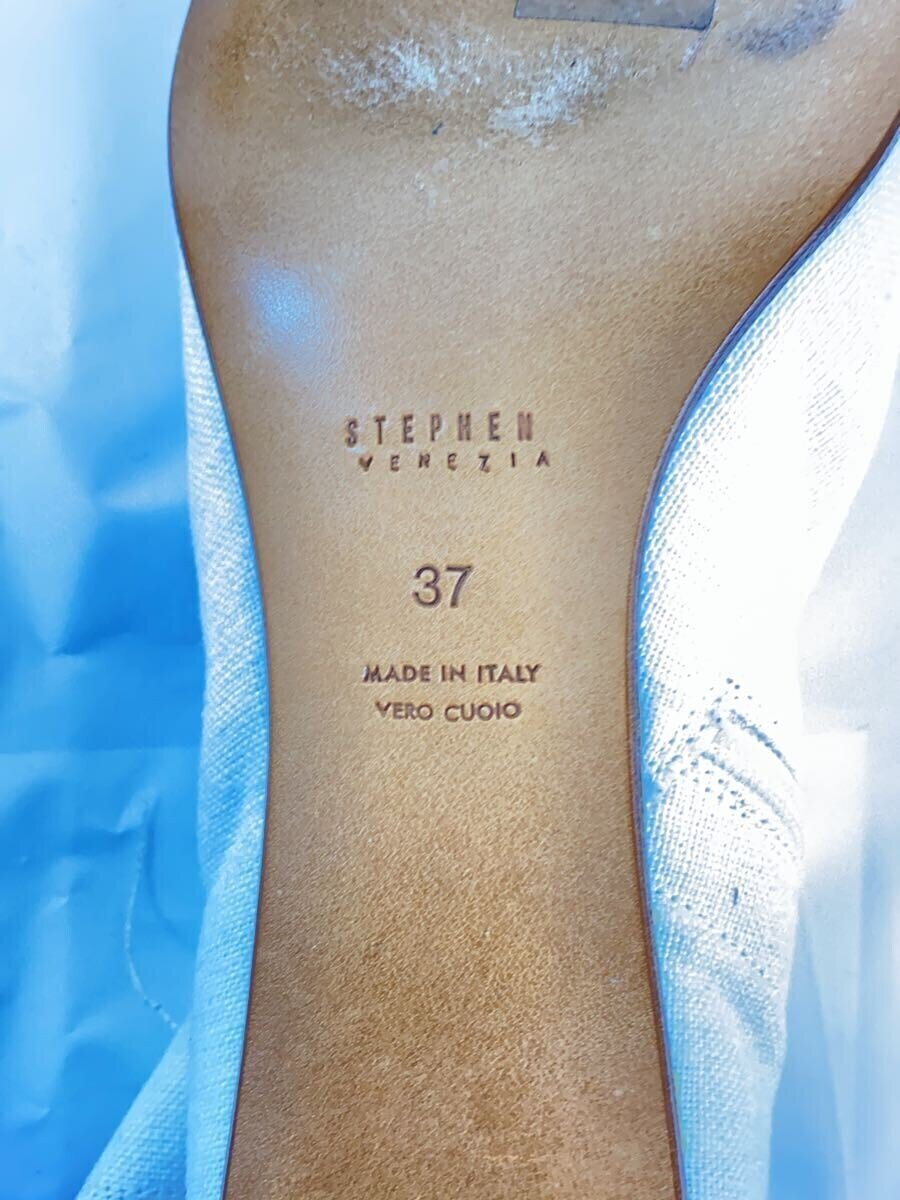 STEPHEN
VENEZIA
37
MADE IN ITALY
VERO CUOIO